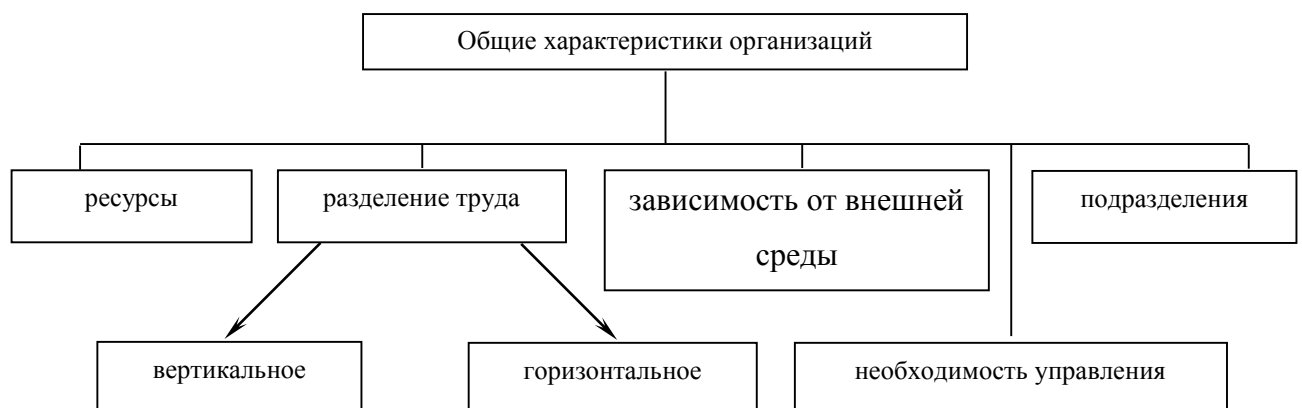 Общие характеристики организаций
ресурсы
разделение труда
зависимость от внешней
среды
подразделения
вертикальное
горизонтальное
необходимость управления